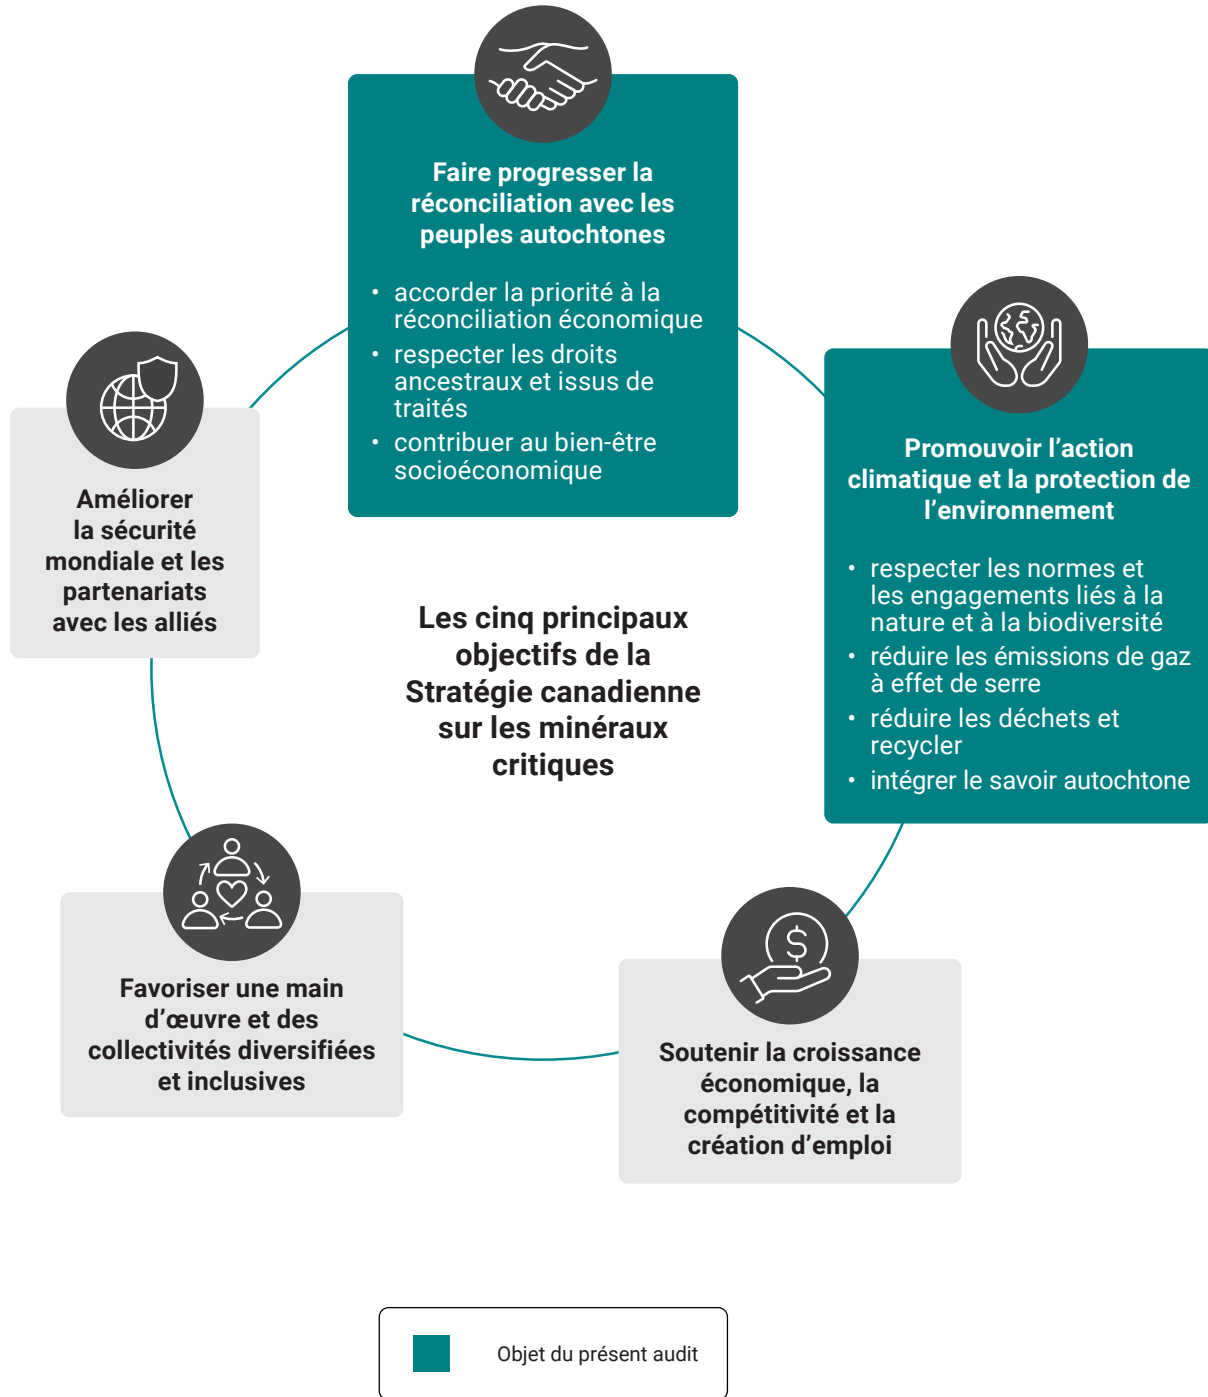 Faire progresser la
réconciliation avec les
peuples autochtones
• accorder la priorité à la
réconciliation économique
• respecter les droits
ancestraux et issus de
traités
• contribuer au bien-être
socioéconomique
Promouvoir l’action
climatique et la protection de
l’environnement
• respecter les normes et
les engagements liés à la
nature et à la biodiversité
• réduire les émissions de gaz
à effet de serre
• réduire les déchets et
recycler
• intégrer le savoir autochtone
Améliorer
la sécurité
mondiale et les
partenariats
avec les alliés
Les cinq principaux
objectifs de la
Stratégie canadienne
sur les minéraux
critiques
Favoriser une main
d’œuvre et des
collectivités diversifiées
et inclusives
$
Soutenir la croissance
économique, la
compétitivité et la
création d’emploi
Objet du présent audit